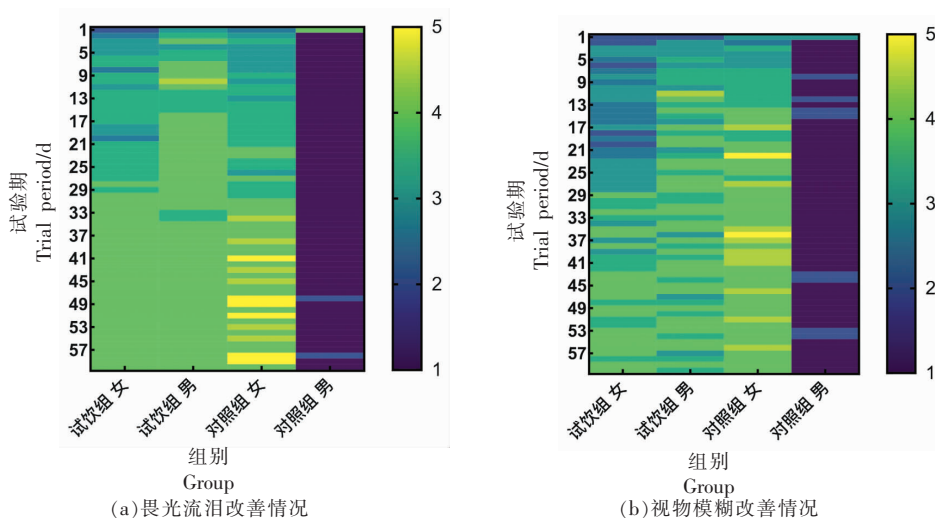 1
5
9
13
17
21
25
29
33
37
41
45
49
53
57
试验期
Trial period/d
5
4
3
2
1
试饮组 女
试饮组 男
对照组 女
对照组 男
组别
Group
(a)畏光流泪改善情况
1
5
9
13
17
21
25
29
33
37
41
45
49
53
57
试验期
Trial period/d
5
4
3
2
1
试饮组 女
试饮组 男
对照组 女
对照组 男
组别
Group
(b)视物模糊改善情况